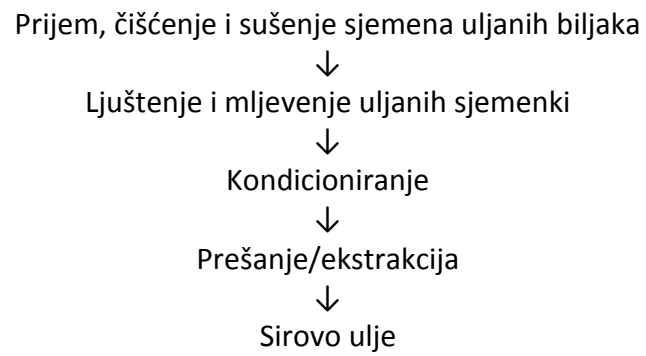 Prijem, čišćenje i sušenje sjemena uljanih biljaka
↓
Ljuštenje i mljevenje uljanih sjemenki
↓
Kondicioniranje
↓
Prešanje/ekstrakcija
↓
Sirovo ulje